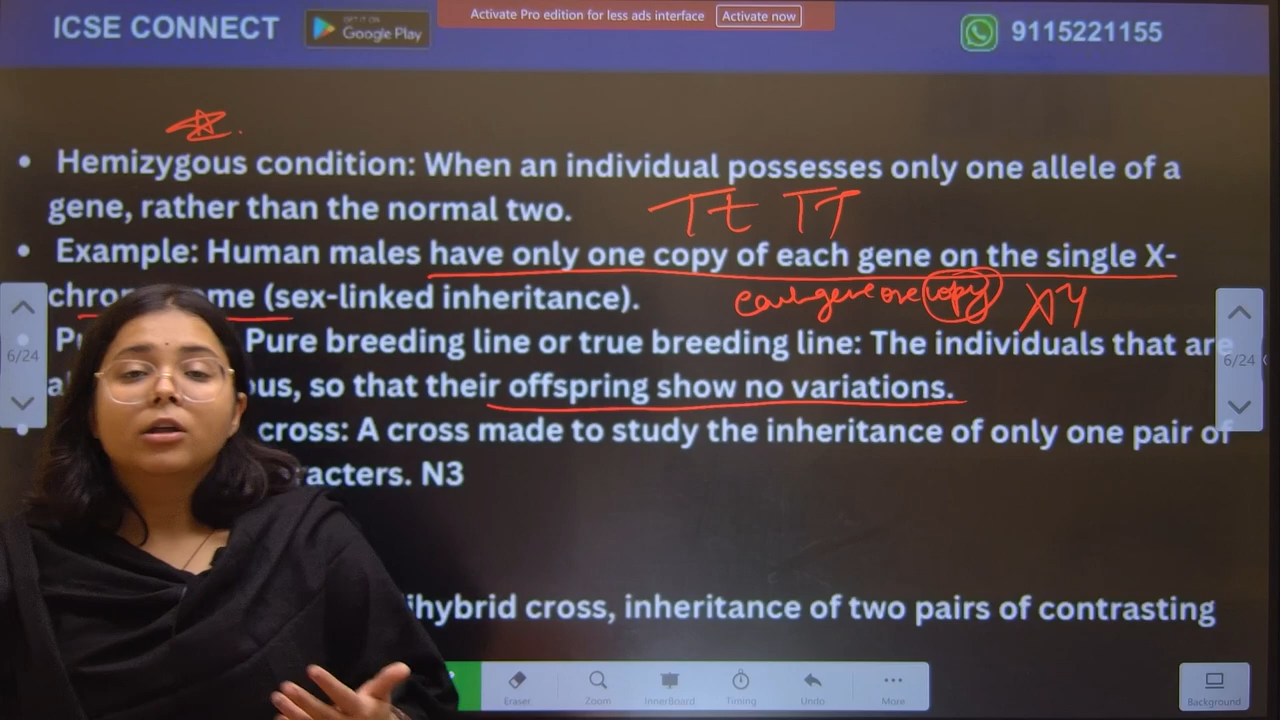 ICSE CONNECT
GET IT ON
Google Play
Activate Pro edition for less ads interface
Activate now
9115221155
• Hemizygous condition: When an individual possesses only one allele of a
gene, rather than the normal two.
Tt TT
• Example: Human males have only one copy of each gene on the single X-
chro me (sex-linked inheritance).
each gene one copy XY
Pure breeding line or true breeding line: The individuals that are
6/24
6/24
ous, so that their offspring show no variations.
cross: A cross made to study the inheritance of only one pair of
racters. N3
ihybrid cross, inheritance of two pairs of contrasting
Eraser
Zoom
InnerBoard
Timing
Undo
More
Background